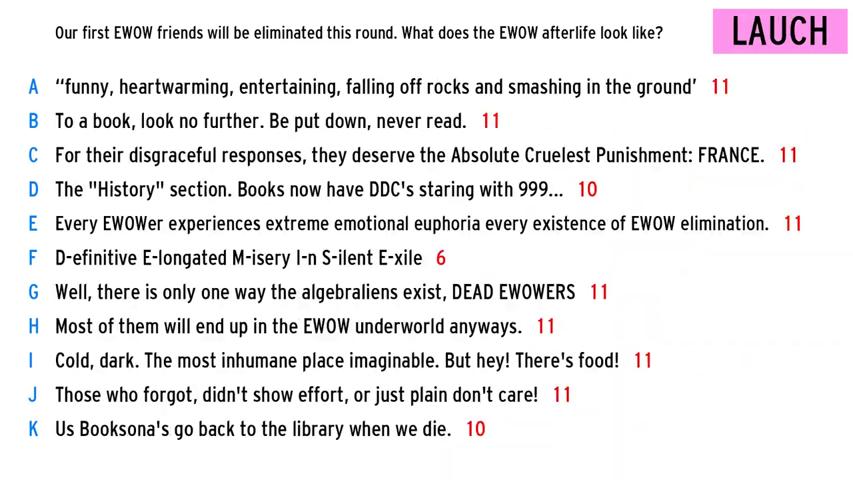 Our first EWOW friends will be eliminated this round. What does the EWOW afterlife look like?
LAUCH
A "funny, heartwarming, entertaining, falling off rocks and smashing in the ground' 11
B To a book, look no further. Be put down, never read. 11
C For their disgraceful responses, they deserve the Absolute Cruelest Punishment: FRANCE. 11
D The "History" section. Books now have DDC's staring with 999... 10
E Every EWOWer experiences extreme emotional euphoria every existence of EWOW elimination. 11
F D-efinitive E-longated M-isery I-n S-ilent E-xile 6
G Well, there is only one way the algebraliens exist, DEAD EWOWERS 11
H Most of them will end up in the EWOW underworld anyways. 11
I Cold, dark. The most inhumane place imaginable. But hey! There's food! 11
J Those who forgot, didn't show effort, or just plain don't care! 11
K Us Booksona's go back to the library when we die. 10